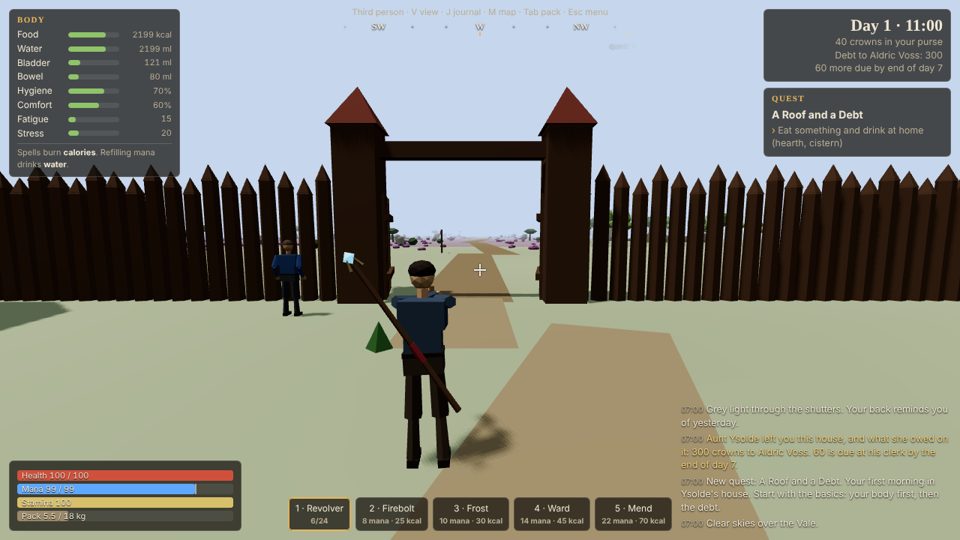 Third person · V view · J journal · M map · Tab pack · Esc menu
SW
W
NW
BODY
Food 2199 kcal
Water 2199 ml
Bladder 121 ml
Bowel 80 ml
Hygiene 70%
Comfort 60%
Fatigue 15
Stress 20
Spells burn calories. Refilling mana
drinks water.
Day 1 · 11:00
40 crowns in your purse
Debt to Aldric Voss: 300
60 more due by end of day 7
QUEST
A Roof and a Debt
› Eat something and drink at home
(hearth, cistern)
07:00 Grey light through the shutters. Your back reminds you
of yesterday.
07:00 Aunt Ysolde left you this house, and what she owed on
it: 300 crowns to Aldric Voss. 60 is due at his clerk by the
end of day 7.
07:00 New quest: A Roof and a Debt. Your first morning in
Ysolde's house. Start with the basics: your body first, then
the debt.
07:00 Clear skies over the Vale.
Health 100 / 100
Mana 99 / 99
Stamina 100
Pack 5.5 / 18 kg
1 · Revolver
6/24
2 · Firebolt
8 mana · 25 kcal
3 · Frost
10 mana · 30 kcal
4 · Ward
14 mana · 45 kcal
5 · Mend
22 mana · 70 kcal